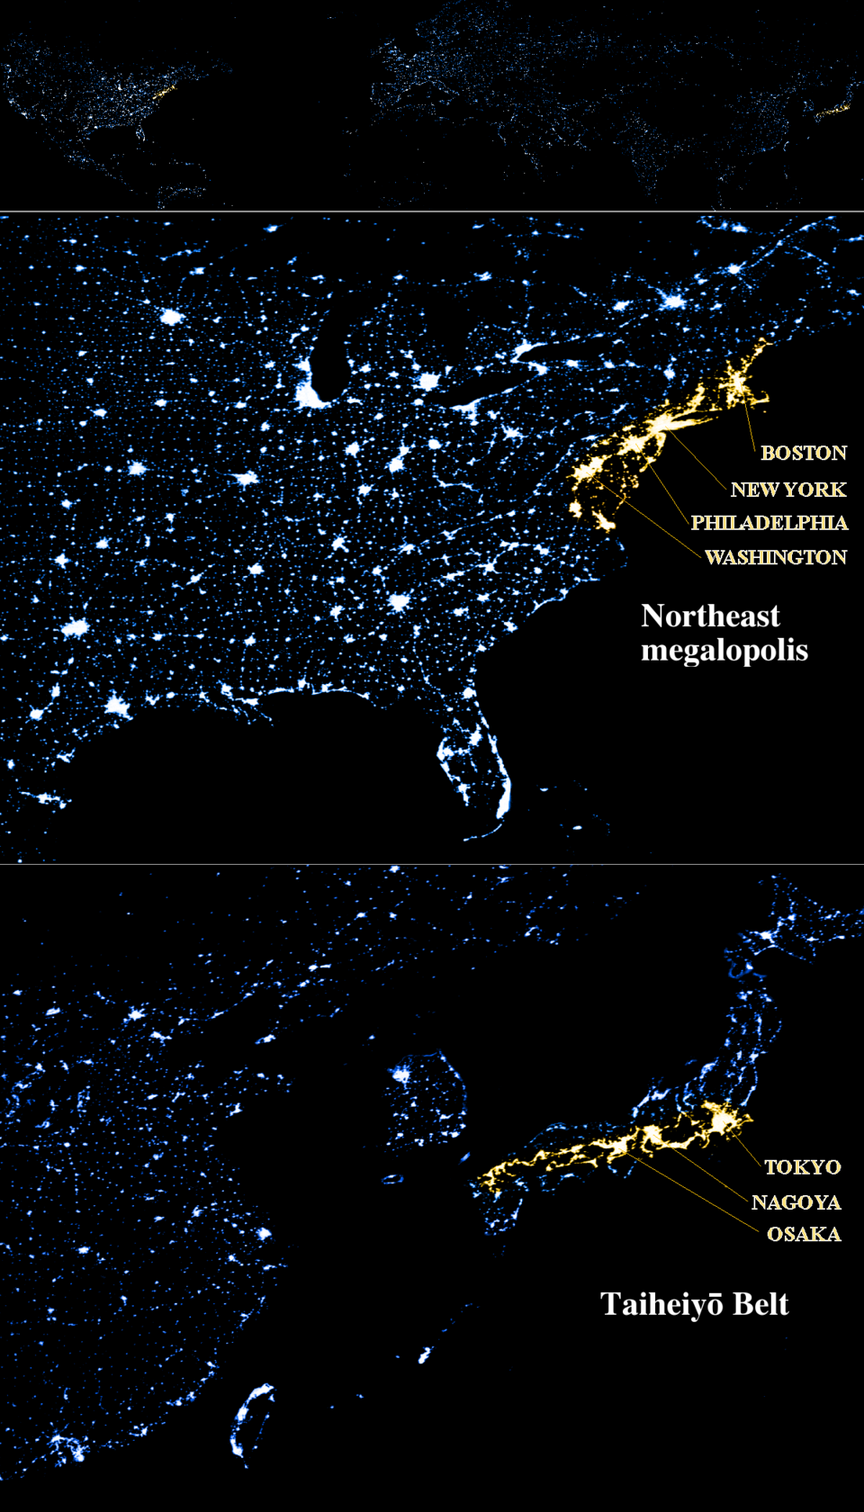 BOSTON
NEW YORK
PHILADELPHIA
WASHINGTON
Northeast
megalopolis
TOKYO
NAGOYA
OSAKA
Taiheiyō Belt